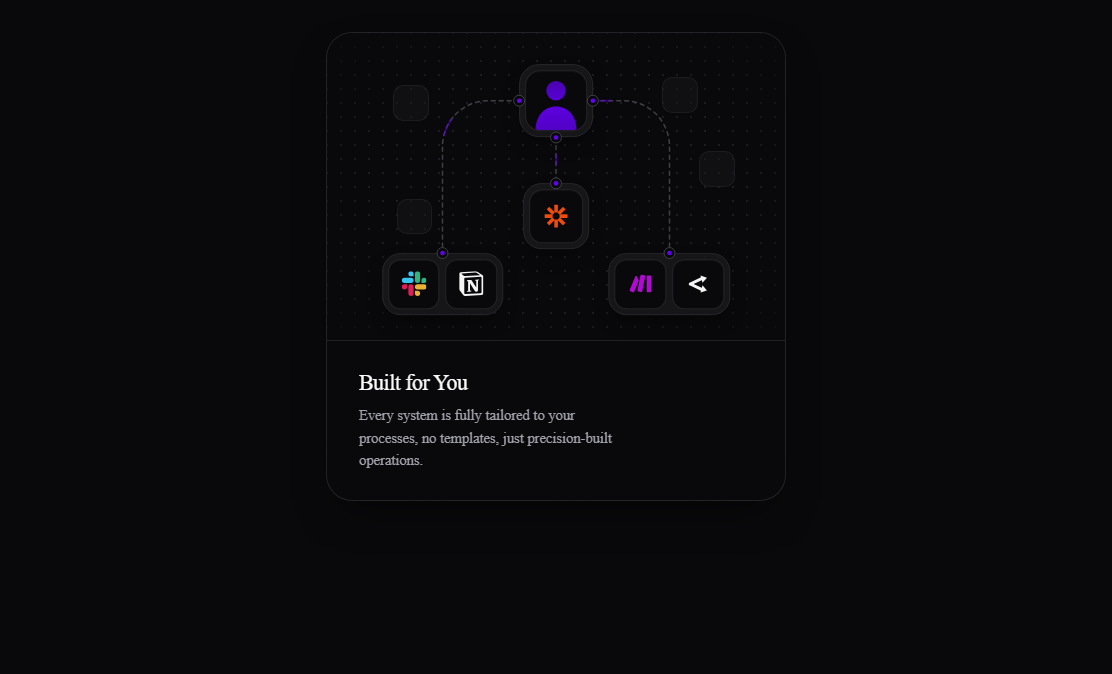 N
Built for You
Every system is fully tailored to your
processes, no templates, just precision-built
operations.